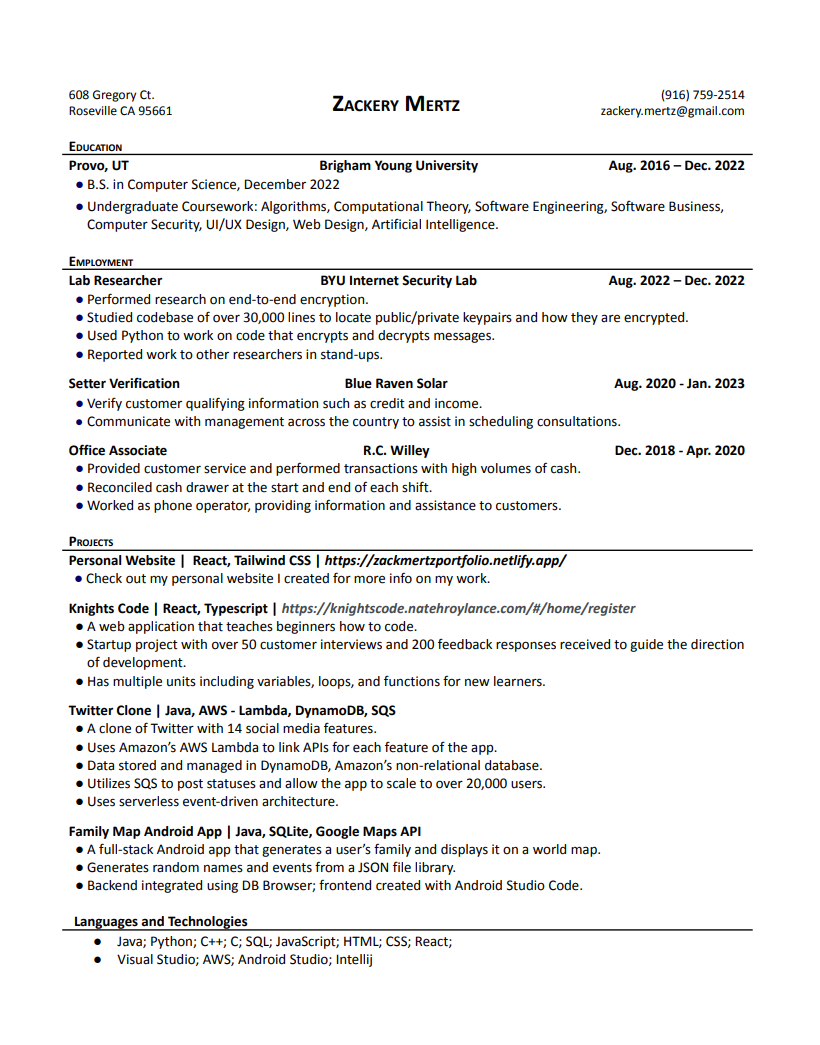 608 Gregory Ct.
Roseville CA 95661
ZACKERY MERTZ
(916) 759-2514
zackery.mertz@gmail.com
EDUCATION
Provo, UT Brigham Young University Aug. 2016 – Dec. 2022
● B.S. in Computer Science, December 2022
● Undergraduate Coursework: Algorithms, Computational Theory, Software Engineering, Software Business,
Computer Security, UI/UX Design, Web Design, Artificial Intelligence.
EMPLOYMENT
Lab Researcher BYU Internet Security Lab Aug. 2022 – Dec. 2022
● Performed research on end-to-end encryption.
● Studied codebase of over 30,000 lines to locate public/private keypairs and how they are encrypted.
● Used Python to work on code that encrypts and decrypts messages.
● Reported work to other researchers in stand-ups.
Setter Verification Blue Raven Solar Aug. 2020 - Jan. 2023
● Verify customer qualifying information such as credit and income.
● Communicate with management across the country to assist in scheduling consultations.
Office Associate R.C. Willey Dec. 2018 - Apr. 2020
● Provided customer service and performed transactions with high volumes of cash.
● Reconciled cash drawer at the start and end of each shift.
● Worked as phone operator, providing information and assistance to customers.
PROJECTS
Personal Website | React, Tailwind CSS | https://zackmertzportfolio.netlify.app/
● Check out my personal website I created for more info on my work.
Knights Code | React, Typescript | https://knightscode.natehroylance.com/#/home/register
● A web application that teaches beginners how to code.
● Startup project with over 50 customer interviews and 200 feedback responses received to guide the direction
of development.
● Has multiple units including variables, loops, and functions for new learners.
Twitter Clone | Java, AWS - Lambda, DynamoDB, SQS
● A clone of Twitter with 14 social media features.
● Uses Amazon's AWS Lambda to link APIs for each feature of the app.
● Data stored and managed in DynamoDB, Amazon's non-relational database.
● Utilizes SQS to post statuses and allow the app to scale to over 20,000 users.
● Uses serverless event-driven architecture.
Family Map Android App | Java, SQLite, Google Maps API
● A full-stack Android app that generates a user's family and displays it on a world map.
● Generates random names and events from a JSON file library.
● Backend integrated using DB Browser; frontend created with Android Studio Code.
Languages and Technologies
● Java; Python; C++; C; SQL; JavaScript; HTML; CSS; React;
● Visual Studio; AWS; Android Studio; Intellij